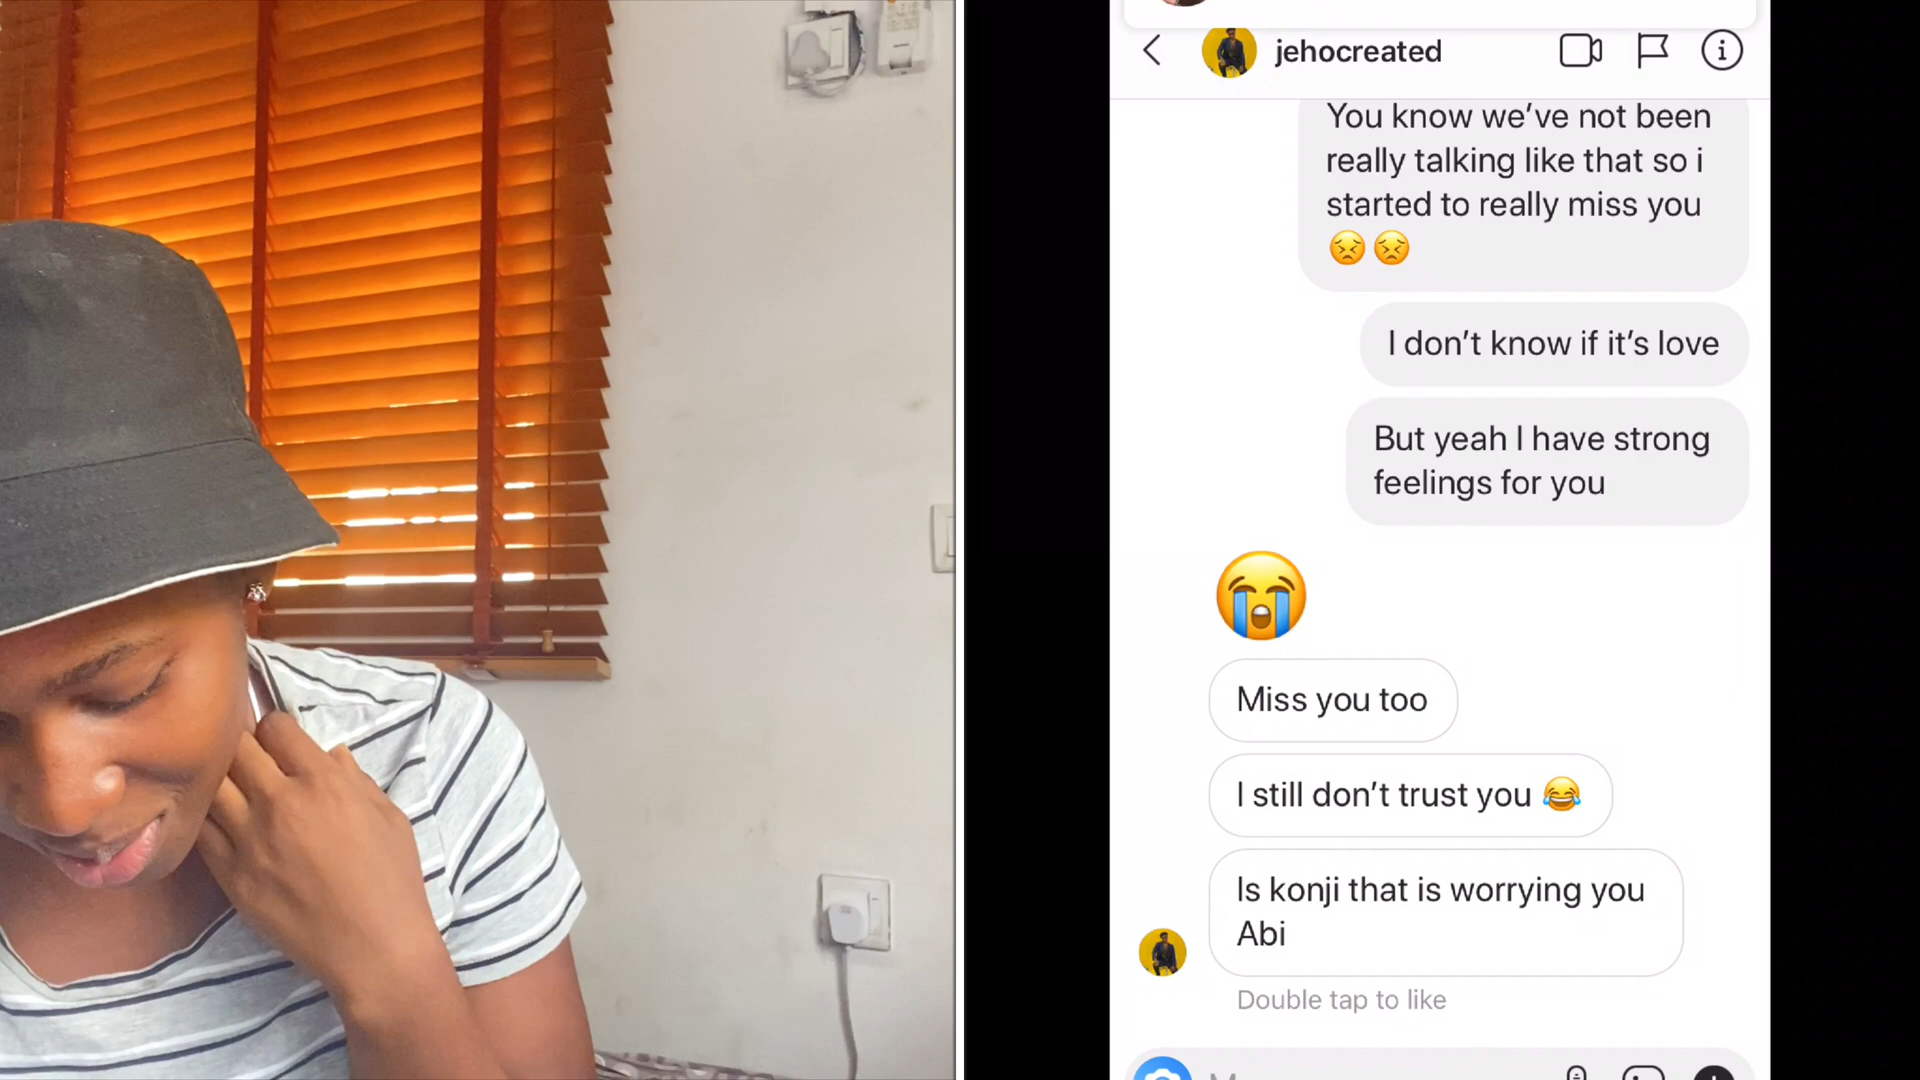 jehocreated
You know we've not been
really talking like that so i
started to really miss you
😣 😣
I don't know if it's love
But yeah I have strong
feelings for you
😭
Miss you too
I still don't trust you 😂
Is konji that is worrying you
Abi
Double tap to like